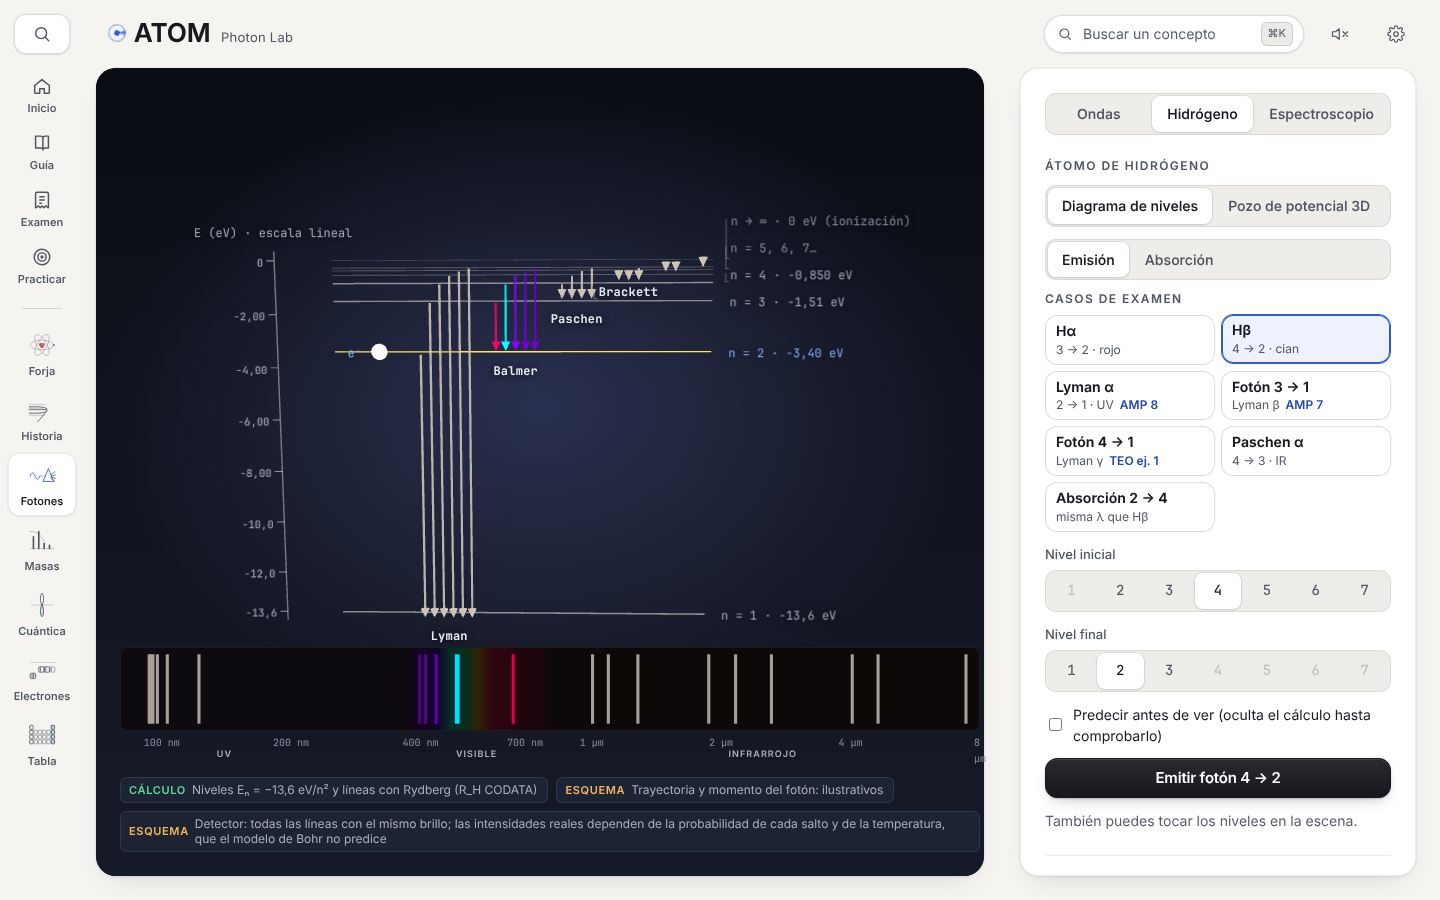 ATOM Photon Lab
Buscar un concepto ⌘K
Inicio
Guía
Examen
Practicar
Forja
Historia
Fotones
Masas
Cuántica
Electrones
Tabla
E (eV) · escala lineal
0
-2,00
-4,00
-6,00
-8,00
-10,0
-12,0
-13,6
n → ∞ · 0 eV (ionización)
n = 5, 6, 7…
n = 4 · -0,850 eV
n = 3 · -1,51 eV
n = 2 · -3,40 eV
n = 1 · -13,6 eV
e⁻
Brackett
Paschen
Balmer
Lyman
100 nm 200 nm 400 nm 700 nm 1 µm 2 µm 4 µm 8 µm
UV VISIBLE INFRARROJO
CÁLCULO Niveles Eₙ = −13,6 eV/n² y líneas con Rydberg (R_H CODATA)
ESQUEMA Trayectoria y momento del fotón: ilustrativos
ESQUEMA Detector: todas las líneas con el mismo brillo; las intensidades reales dependen de la probabilidad de cada salto y de la temperatura,
que el modelo de Bohr no predice
Ondas Hidrógeno Espectroscopio
ÁTOMO DE HIDRÓGENO
Diagrama de niveles Pozo de potencial 3D
Emisión Absorción
CASOS DE EXAMEN
Hα
3 → 2 · rojo
Hβ
4 → 2 · cian
Lyman α
2 → 1 · UV AMP 8
Fotón 3 → 1
Lyman β AMP 7
Fotón 4 → 1
Lyman γ TEO ej. 1
Paschen α
4 → 3 · IR
Absorción 2 → 4
misma λ que Hβ
Nivel inicial
1 2 3 4 5 6 7
Nivel final
1 2 3 4 5 6 7
Predecir antes de ver (oculta el cálculo hasta
comprobarlo)
Emitir fotón 4 → 2
También puedes tocar los niveles en la escena.